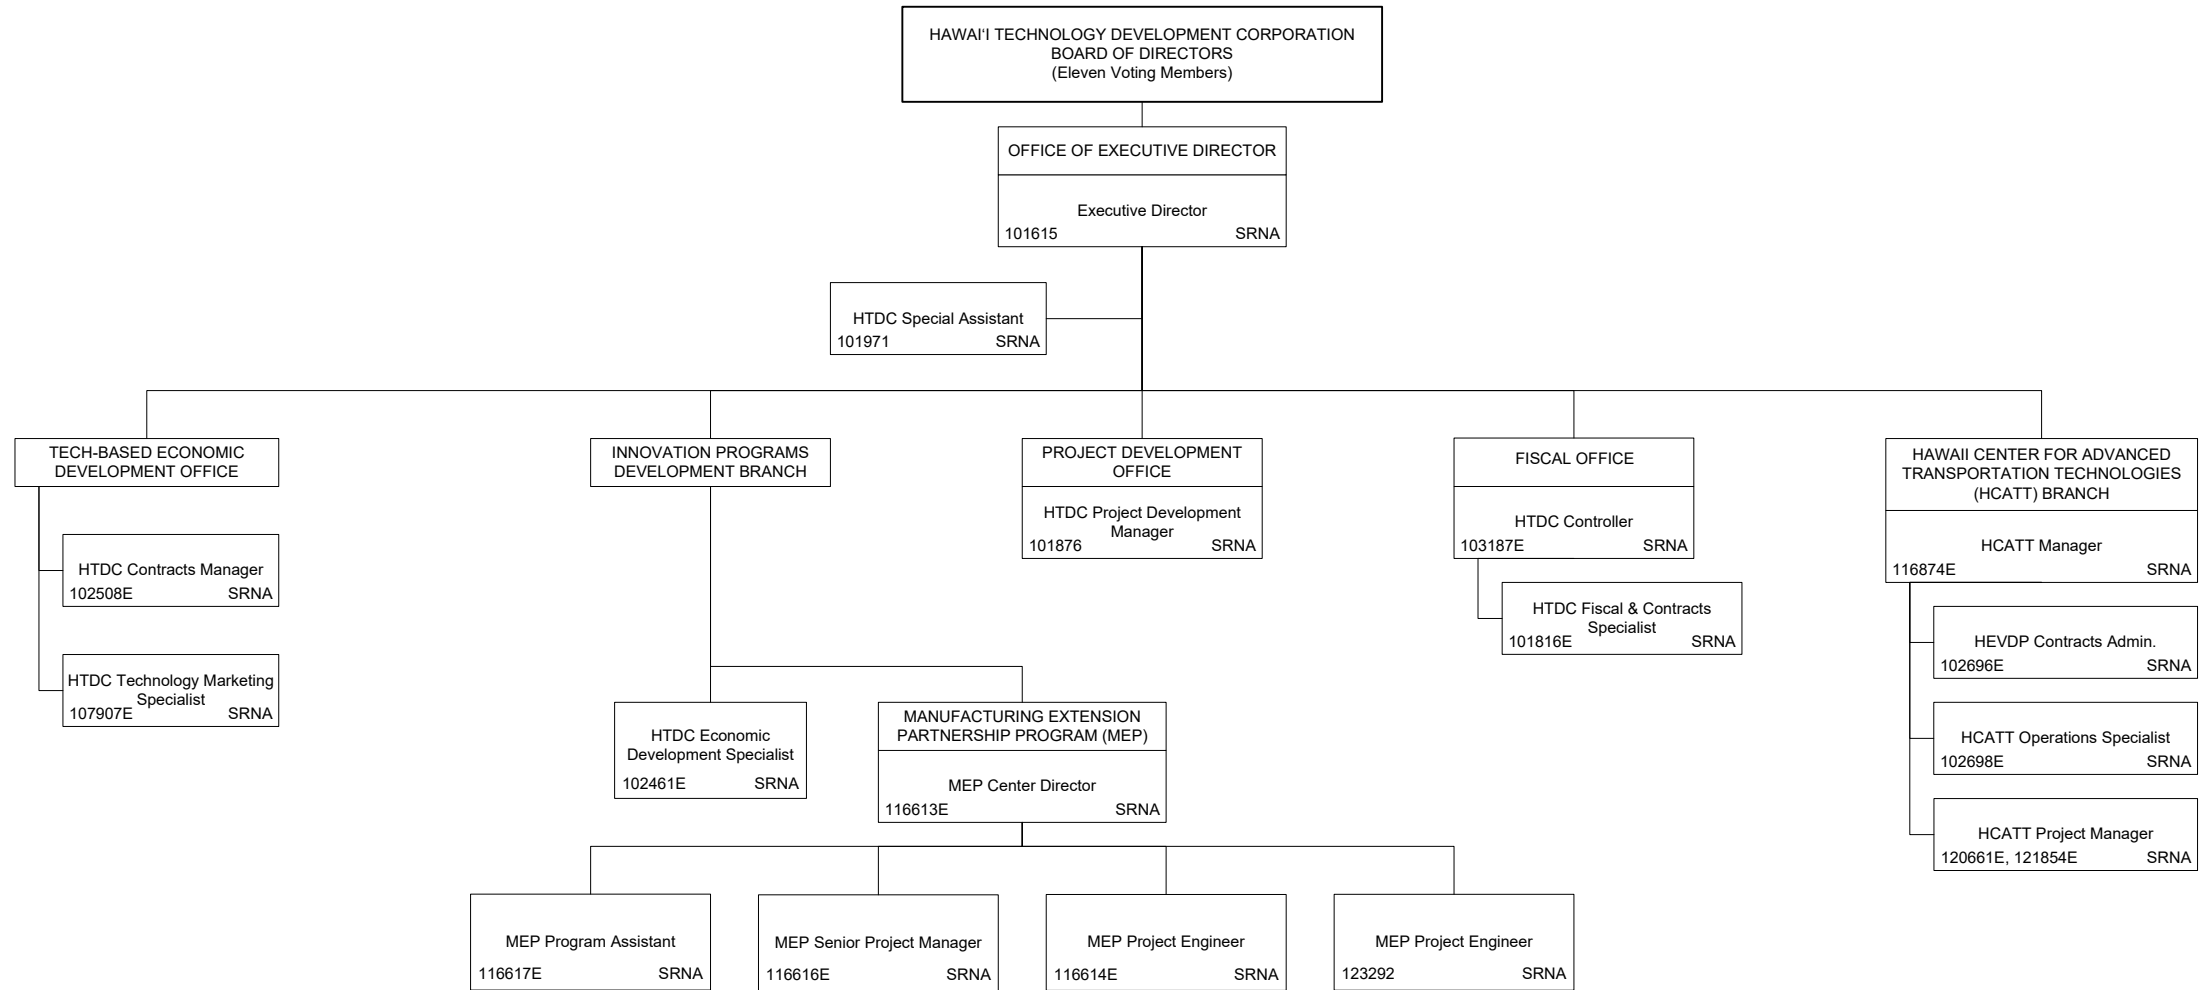 HAWAI‘I TECHNOLOGY DEVELOPMENT CORPORATION
BOARD OF DIRECTORS
(Eleven Voting Members)
OFFICE OF EXECUTIVE DIRECTOR
Executive Director
101615 SRNA
HTDC Special Assistant
101971 SRNA
TECH-BASED ECONOMIC
DEVELOPMENT OFFICE
HTDC Contracts Manager
102508E SRNA
HTDC Technology Marketing
Specialist
107907E SRNA
INNOVATION PROGRAMS
DEVELOPMENT BRANCH
HTDC Economic
Development Specialist
102461E SRNA
MANUFACTURING EXTENSION
PARTNERSHIP PROGRAM (MEP)
MEP Center Director
116613E SRNA
MEP Program Assistant
116617E SRNA
MEP Senior Project Manager
116616E SRNA
MEP Project Engineer
116614E SRNA
MEP Project Engineer
123292 SRNA
PROJECT DEVELOPMENT
OFFICE
HTDC Project Development
Manager
101876 SRNA
FISCAL OFFICE
HTDC Controller
103187E SRNA
HTDC Fiscal & Contracts
Specialist
101816E SRNA
HAWAII CENTER FOR ADVANCED
TRANSPORTATION TECHNOLOGIES
(HCATT) BRANCH
HCATT Manager
116874E SRNA
HEVDP Contracts Admin.
102696E SRNA
HCATT Operations Specialist
102698E SRNA
HCATT Project Manager
120661E, 121854E SRNA